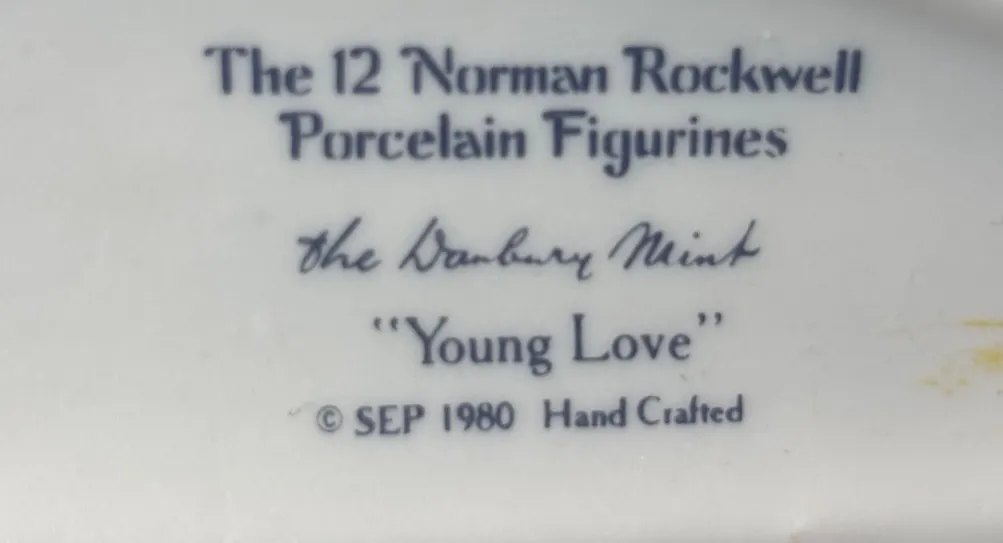 The 12 Norman Rockwell
Porcelain Figurines
the Danbury Mint
“Young Love”
© SEP 1980 Hand Crafted